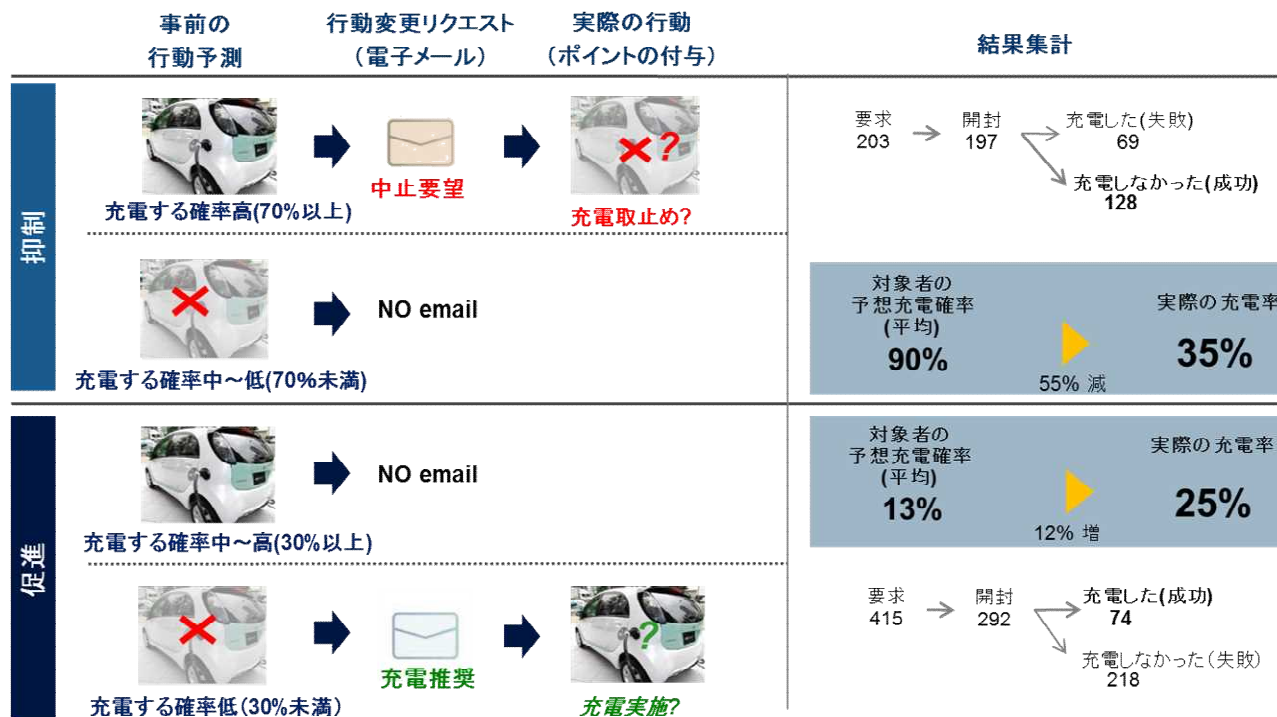 事前の
行動予測
行動変更リクエスト
(電子メール)
実際の行動
(ポイントの付与)
結果集計
抑制
充電する確率高(70%以上)
中止要望
?
充電取止め?
要求
203
開封
197
充電した(失敗)
69
充電しなかった(成功)
128
充電する確率中～低(70%未満)
NO email
対象者の
予想充電確率
(平均)
90%
55% 減
実際の充電率
35%
促進
充電する確率中～高(30%以上)
NO email
対象者の
予想充電確率
(平均)
13%
12% 増
実際の充電率
25%
充電する確率低(30%未満)
充電推奨
?
充電実施?
要求
415
開封
292
充電した(成功)
74
充電しなかった(失敗)
218